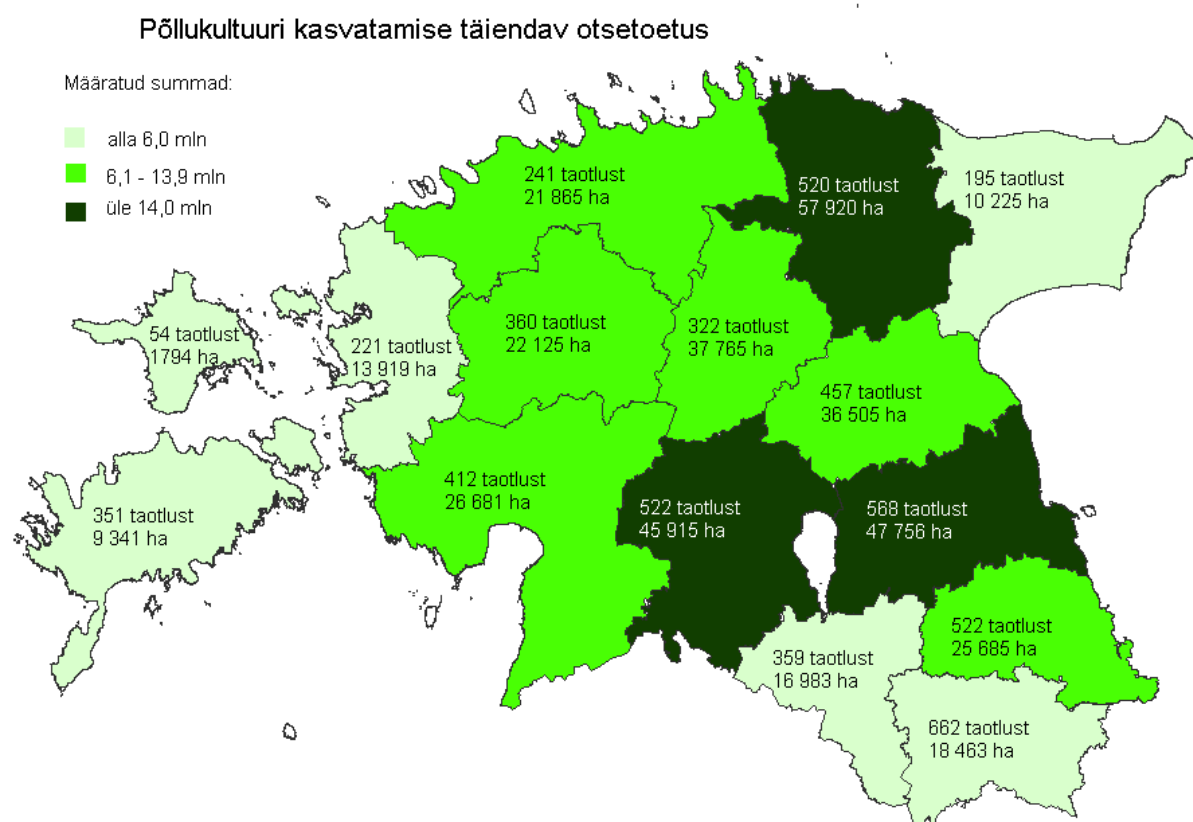 Põllukultuuri kasvatamise täiendav otsetoetus
Määratud summad:
alla 6,0 mln
6,1 - 13,9 mln
üle 14,0 mln
241 taotlust
21 865 ha
520 taotlust
57 920 ha
195 taotlust
10 225 ha
54 taotlust
1794 ha
221 taotlust
13 919 ha
360 taotlust
22 125 ha
322 taotlust
37 765 ha
457 taotlust
36 505 ha
351 taotlust
9 341 ha
412 taotlust
26 681 ha
522 taotlust
45 915 ha
568 taotlust
47 756 ha
359 taotlust
16 983 ha
522 taotlust
25 685 ha
662 taotlust
18 463 ha